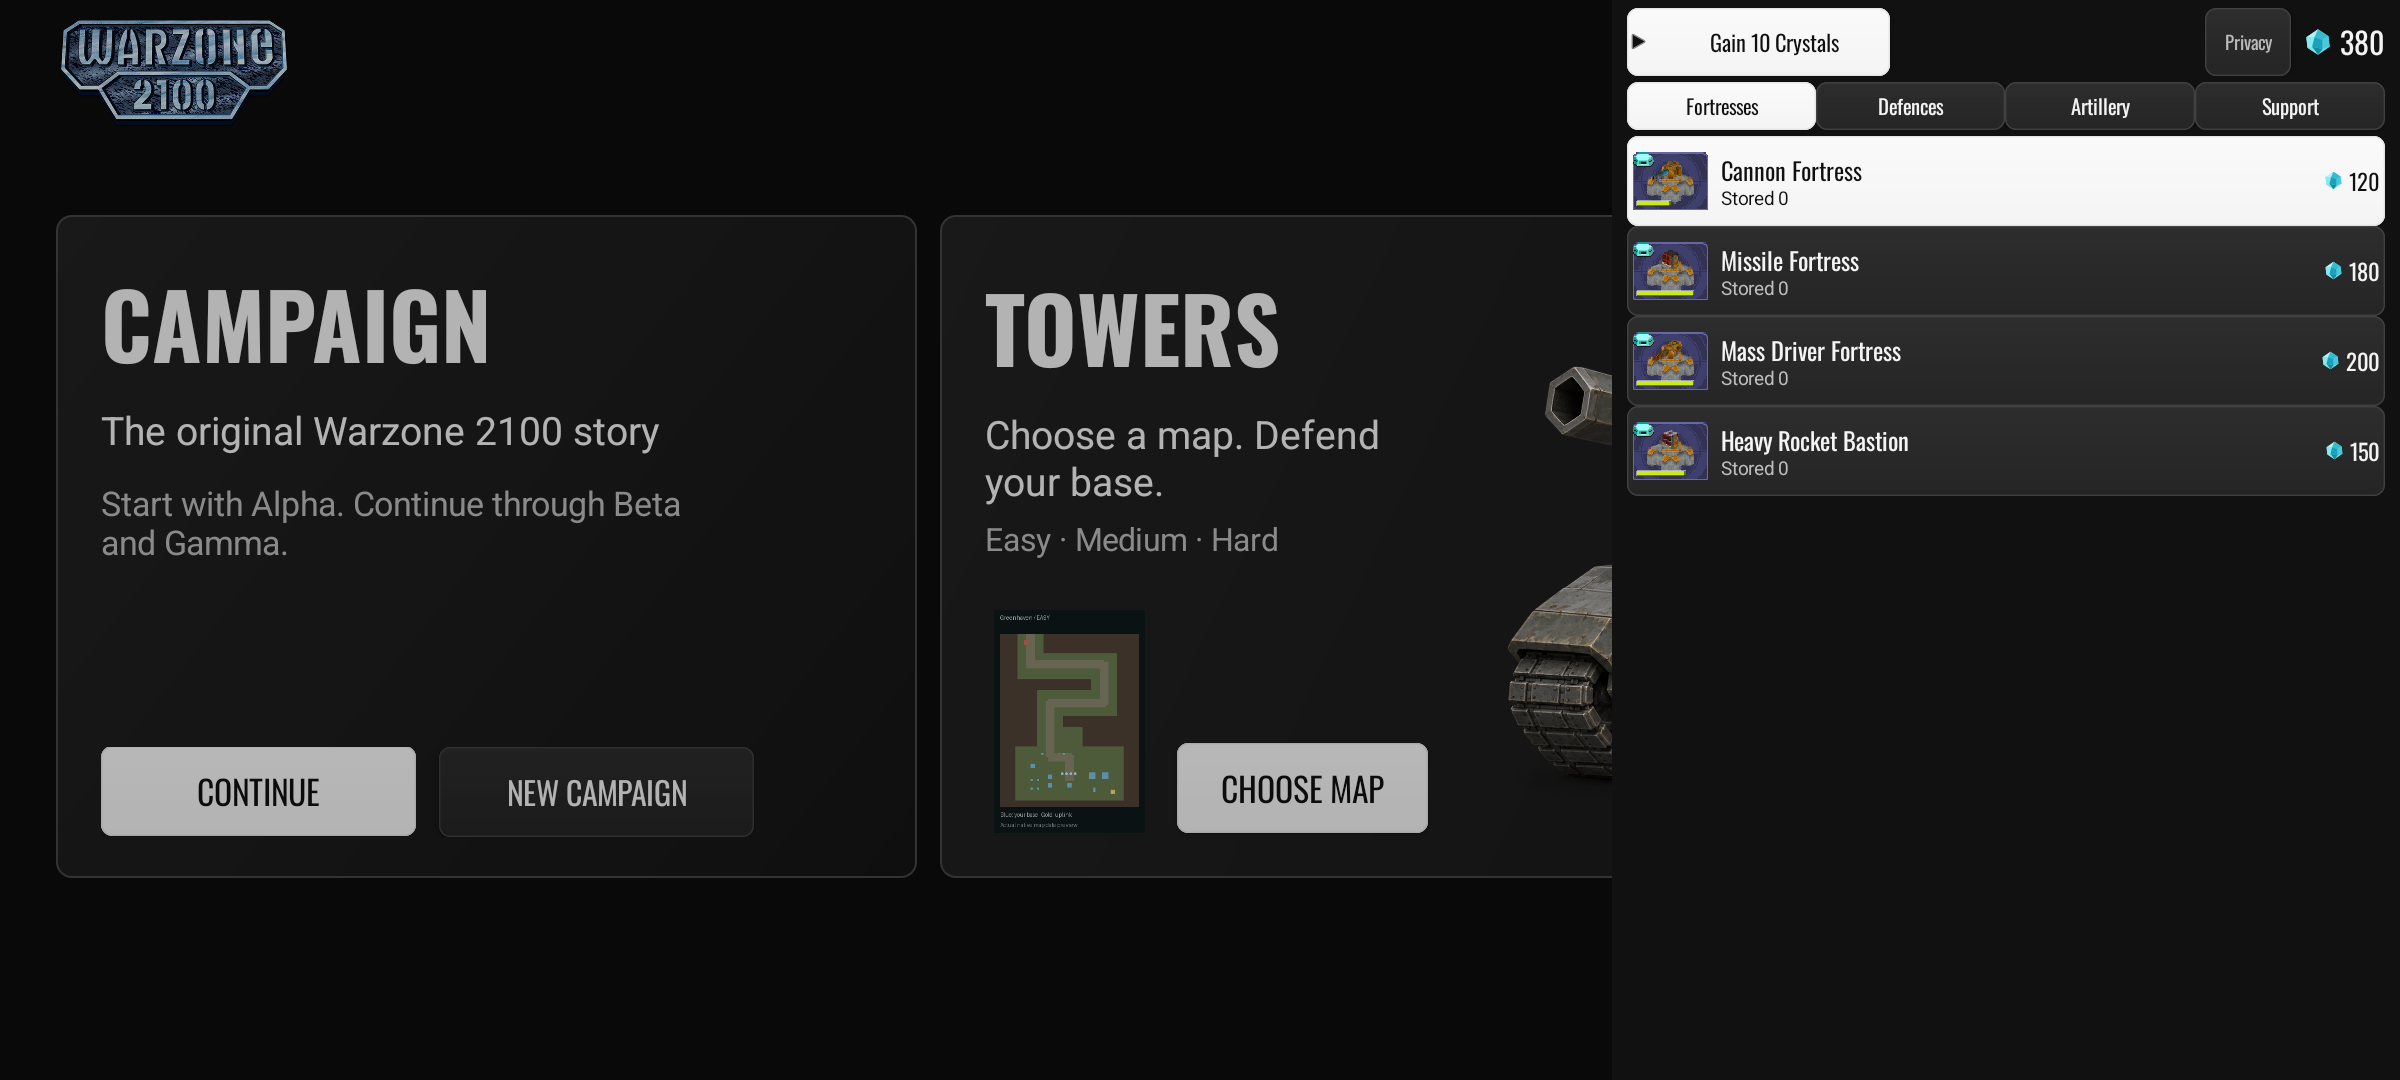 WARZONE
2100
Gain 10 Crystals
Privacy
380
Fortresses
Defences
Artillery
Support
Cannon Fortress
Stored 0
120
Missile Fortress
Stored 0
180
Mass Driver Fortress
Stored 0
200
Heavy Rocket Bastion
Stored 0
150
CAMPAIGN
The original Warzone 2100 story
Start with Alpha. Continue through Beta
and Gamma.
CONTINUE
NEW CAMPAIGN
TOWERS
Choose a map. Defend
your base.
Easy · Medium · Hard
Blue: your base
CHOOSE MAP